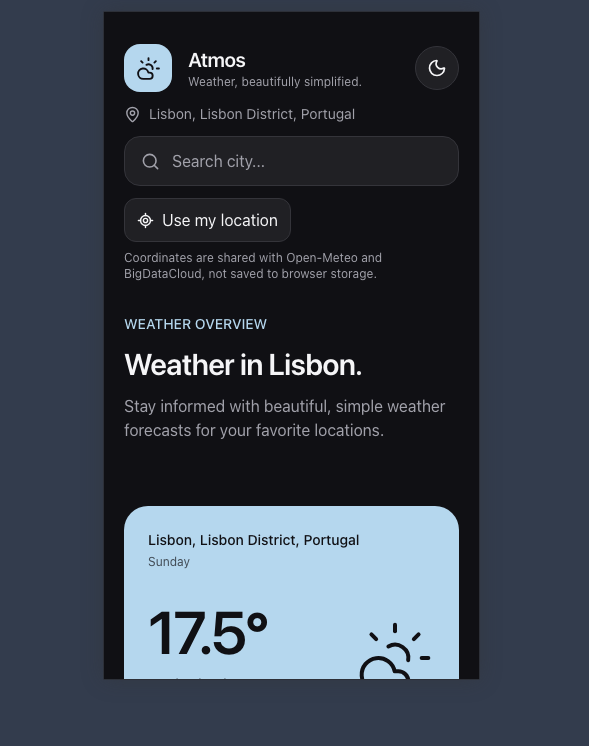 Atmos
Weather, beautifully simplified.
Lisbon, Lisbon District, Portugal
Search city...
Use my location
Coordinates are shared with Open-Meteo and
BigDataCloud, not saved to browser storage.
WEATHER OVERVIEW
Weather in Lisbon.
Stay informed with beautiful, simple weather
forecasts for your favorite locations.
Lisbon, Lisbon District, Portugal
Sunday
17.5°